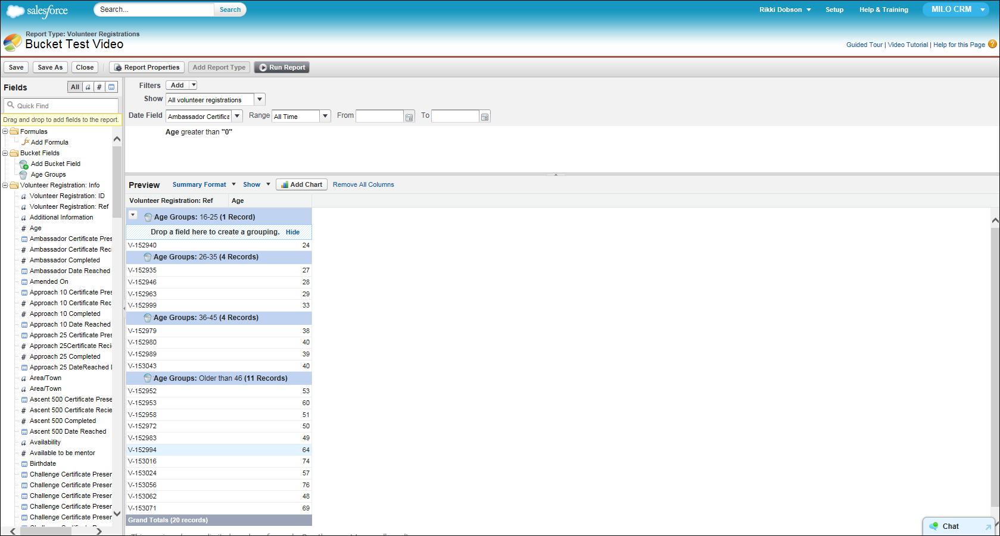 salesforce
Search...
Search
Rikki Dobson
Setup
Help & Training
MILO CRM
Report Type: Volunteer Registrations
Bucket Test Video
Guided Tour | Video Tutorial | Help for this Page ?
Save
Save As
Close
Report Properties
Add Report Type
Run Report
Fields
All a #
Quick Find
Drag and drop to add fields to the report.
Formulas
fx Add Formula
Bucket Fields
Add Bucket Field
Age Groups
Volunteer Registration: Info
a Volunteer Registration: ID
a Volunteer Registration: Ref
a Additional Information
# Age
Ambassador Certificate Pres
# Ambassador Certificate Reci
# Ambassador Completed
Ambassador Date Reached
Amended On
Approach 10 Certificate Pres
# Approach 10 Certificate Rec
# Approach 10 Completed
Approach 10 Date Reached
Approach 25 Certificate Pres
# Approach 25Certificate Reci
# Approach 25 Completed
Approach 25 DateReached
a Area/Town
a Area/Town
Ascent 500 Certificate Prese
# Ascent 500 Certificate Recie
# Ascent 500 Completed
Ascent 500 Date Reached
a Availability
# Available to be mentor
Birthdate
Challenge Certificate Preser
Challenge Certificate Preser
Challenge Certificate Preser
Challenge Certificate Preser
Challenge Certificate Preser
Filters
Add
Show
All volunteer registrations
Date Field
Ambassador Certifica
Range
All Time
From
To
Age greater than "0"
Preview
Summary Format
Show
Add Chart
Remove All Columns
Volunteer Registration: Ref Age
Age Groups: 16-25 (1 Record)
Drop a field here to create a grouping. Hide
V-152940 24
Age Groups: 26-35 (4 Records)
V-152935 27
V-152946 28
V-152963 29
V-152999 33
Age Groups: 36-45 (4 Records)
V-152979 38
V-152980 40
V-152989 39
V-153043 40
Age Groups: Older than 46 (11 Records)
V-152952 53
V-152953 60
V-152958 51
V-152972 50
V-152983 49
V-152994 64
V-153016 74
V-153024 57
V-153056 76
V-153062 48
V-153071 69
Grand Totals (20 records)
Chat